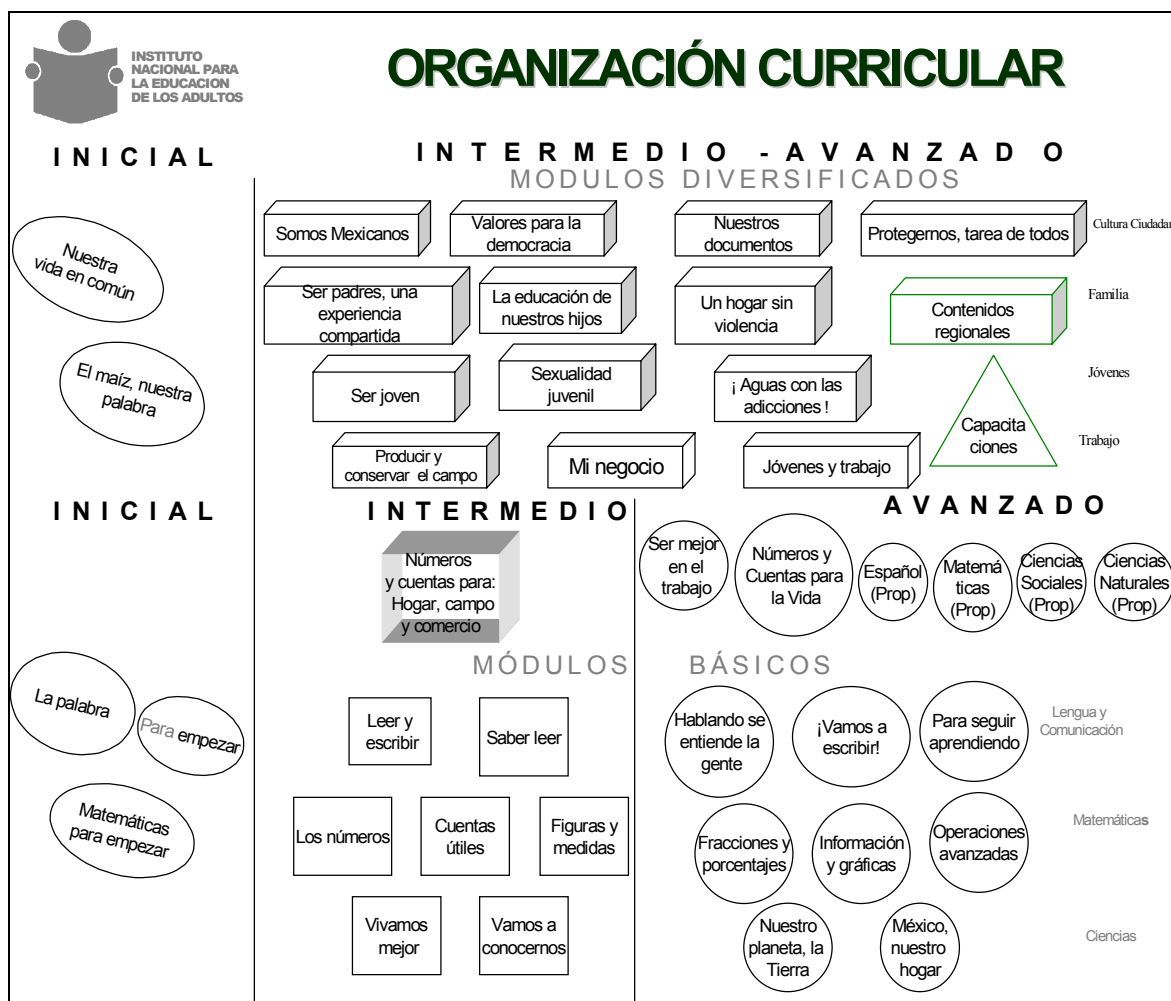 INSTITUTO
NACIONAL PARA
LA EDUCACION
DE LOS ADULTOS
ORGANIZACIÓN CURRICULAR
INICIAL
INTERMEDIO -AVANZADO
MODULOS DIVERSIFICADOS
Nuestra
vida en común
El maíz, nuestra
palabra
Somos Mexicanos
Valores para la
democracia
Nuestros
documentos
Protegernos, tarea de todos
Cultura Ciudadan
Ser padres, una
experiencia
compartida
La educación de
nuestros hijos
Un hogar sin
violencia
Contenidos
regionales
Familia
Ser joven
Sexualidad
juvenil
¡ Aguas con las
adicciones !
Capacita
ciones
Jóvenes
Producir y
conservar el campo
Mi negocio
Jóvenes y trabajo
Trabajo
INICIAL
INTERMEDIO
AVANZADO
Números
y cuentas para:
Hogar, campo
y comercio
Ser mejor
en el
trabajo
Números y
Cuentas para
la Vida
Español
(Prop)
Matemá
ticas
(Prop)
Ciencias
Sociales
(Prop)
Ciencias
Naturales
(Prop)
MÓDULOS BÁSICOS
La palabra
Para empezar
Matemáticas
para empezar
Leer y
escribir
Saber leer
Hablando se
entiende la
gente
¡Vamos a
escribir!
Para seguir
aprendiendo
Lengua y
Comunicación
Los números
Cuentas
útiles
Figuras y
medidas
Fracciones y
porcentajes
Información
y gráficas
Operaciones
avanzadas
Matemáticas
Vivamos
mejor
Vamos a
conocernos
Nuestro
planeta, la
Tierra
México,
nuestro
hogar
Ciencias